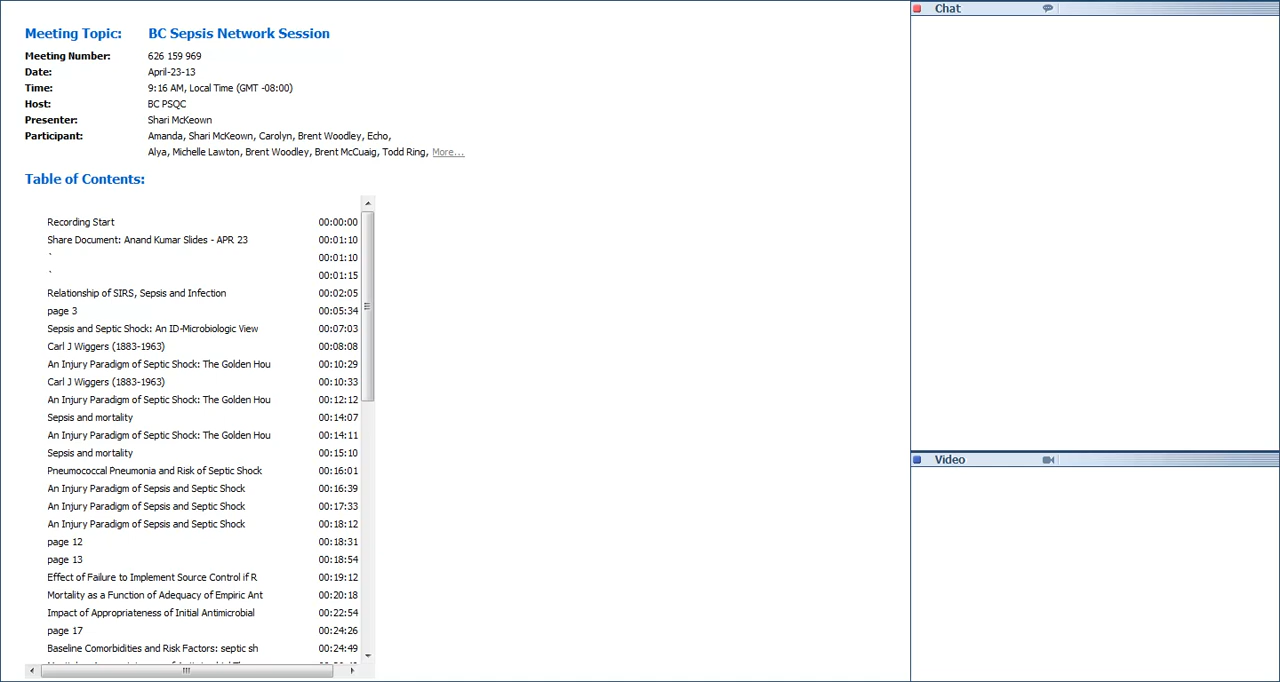 Meeting Topic: BC Sepsis Network Session
Meeting Number: 626 159 969
Date: April-23-13
Time: 9:16 AM, Local Time (GMT -08:00)
Host: BC PSQC
Presenter: Shari McKeown
Participant: Amanda, Shari McKeown, Carolyn, Brent Woodley, Echo,
Alya, Michelle Lawton, Brent Woodley, Brent McCuaig, Todd Ring, More...
Table of Contents:
Recording Start 00:00:00
Share Document: Anand Kumar Slides - APR 23 00:01:10
` 00:01:10
` 00:01:15
Relationship of SIRS, Sepsis and Infection 00:02:05
page 3 00:05:34
Sepsis and Septic Shock: An ID-Microbiologic View 00:07:03
Carl J Wiggers (1883-1963) 00:08:08
An Injury Paradigm of Septic Shock: The Golden Hou 00:10:29
Carl J Wiggers (1883-1963) 00:10:33
An Injury Paradigm of Septic Shock: The Golden Hou 00:12:12
Sepsis and mortality 00:14:07
An Injury Paradigm of Septic Shock: The Golden Hou 00:14:11
Sepsis and mortality 00:15:10
Pneumococcal Pneumonia and Risk of Septic Shock 00:16:01
An Injury Paradigm of Sepsis and Septic Shock 00:16:39
An Injury Paradigm of Sepsis and Septic Shock 00:17:33
An Injury Paradigm of Sepsis and Septic Shock 00:18:12
page 12 00:18:31
page 13 00:18:54
Effect of Failure to Implement Source Control if R 00:19:12
Mortality as a Function of Adequacy of Empiric Ant 00:20:18
Impact of Appropriateness of Initial Antimicrobial 00:22:54
page 17 00:24:26
Baseline Comorbidities and Risk Factors: septic sh 00:24:49
Chat
Video